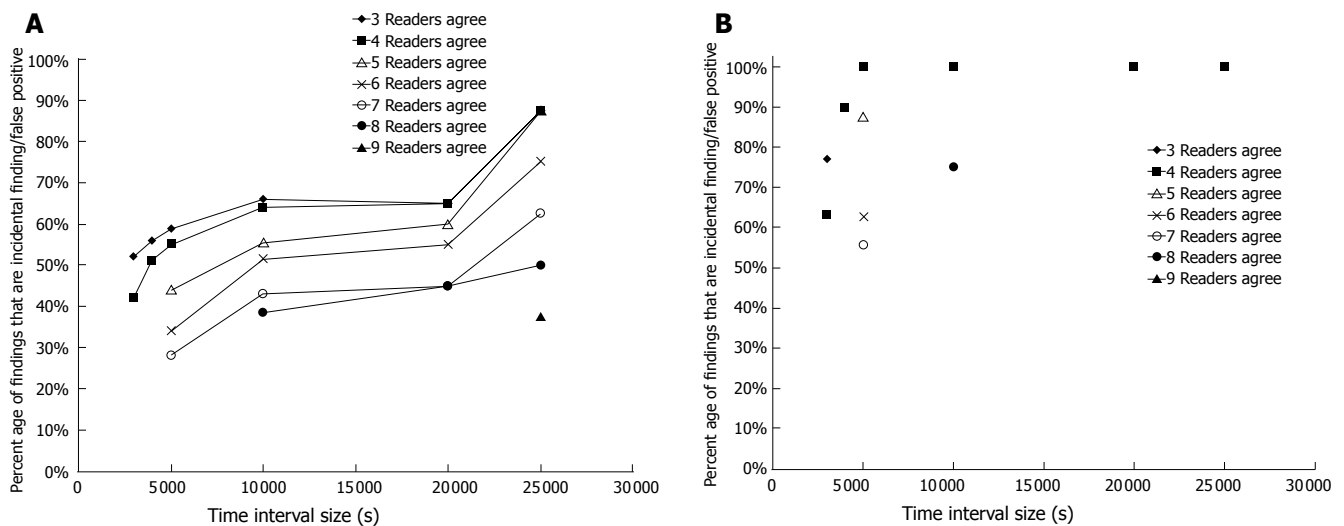 A
3 Readers agree
4 Readers agree
5 Readers agree
6 Readers agree
7 Readers agree
8 Readers agree
9 Readers agree
Percent age of findings that are incidental finding/false positive
100%
90%
80%
70%
60%
50%
40%
30%
20%
10%
0%
0 5000 10000 15000 20000 25000 30000
Time interval size (s)
B
Percent age of findings that are incidental finding/false positive
100%
90%
80%
70%
60%
50%
40%
30%
20%
10%
0%
3 Readers agree
4 Readers agree
5 Readers agree
6 Readers agree
7 Readers agree
8 Readers agree
9 Readers agree
0 5000 10000 15000 20000 25000 30000
Time interval size (s)